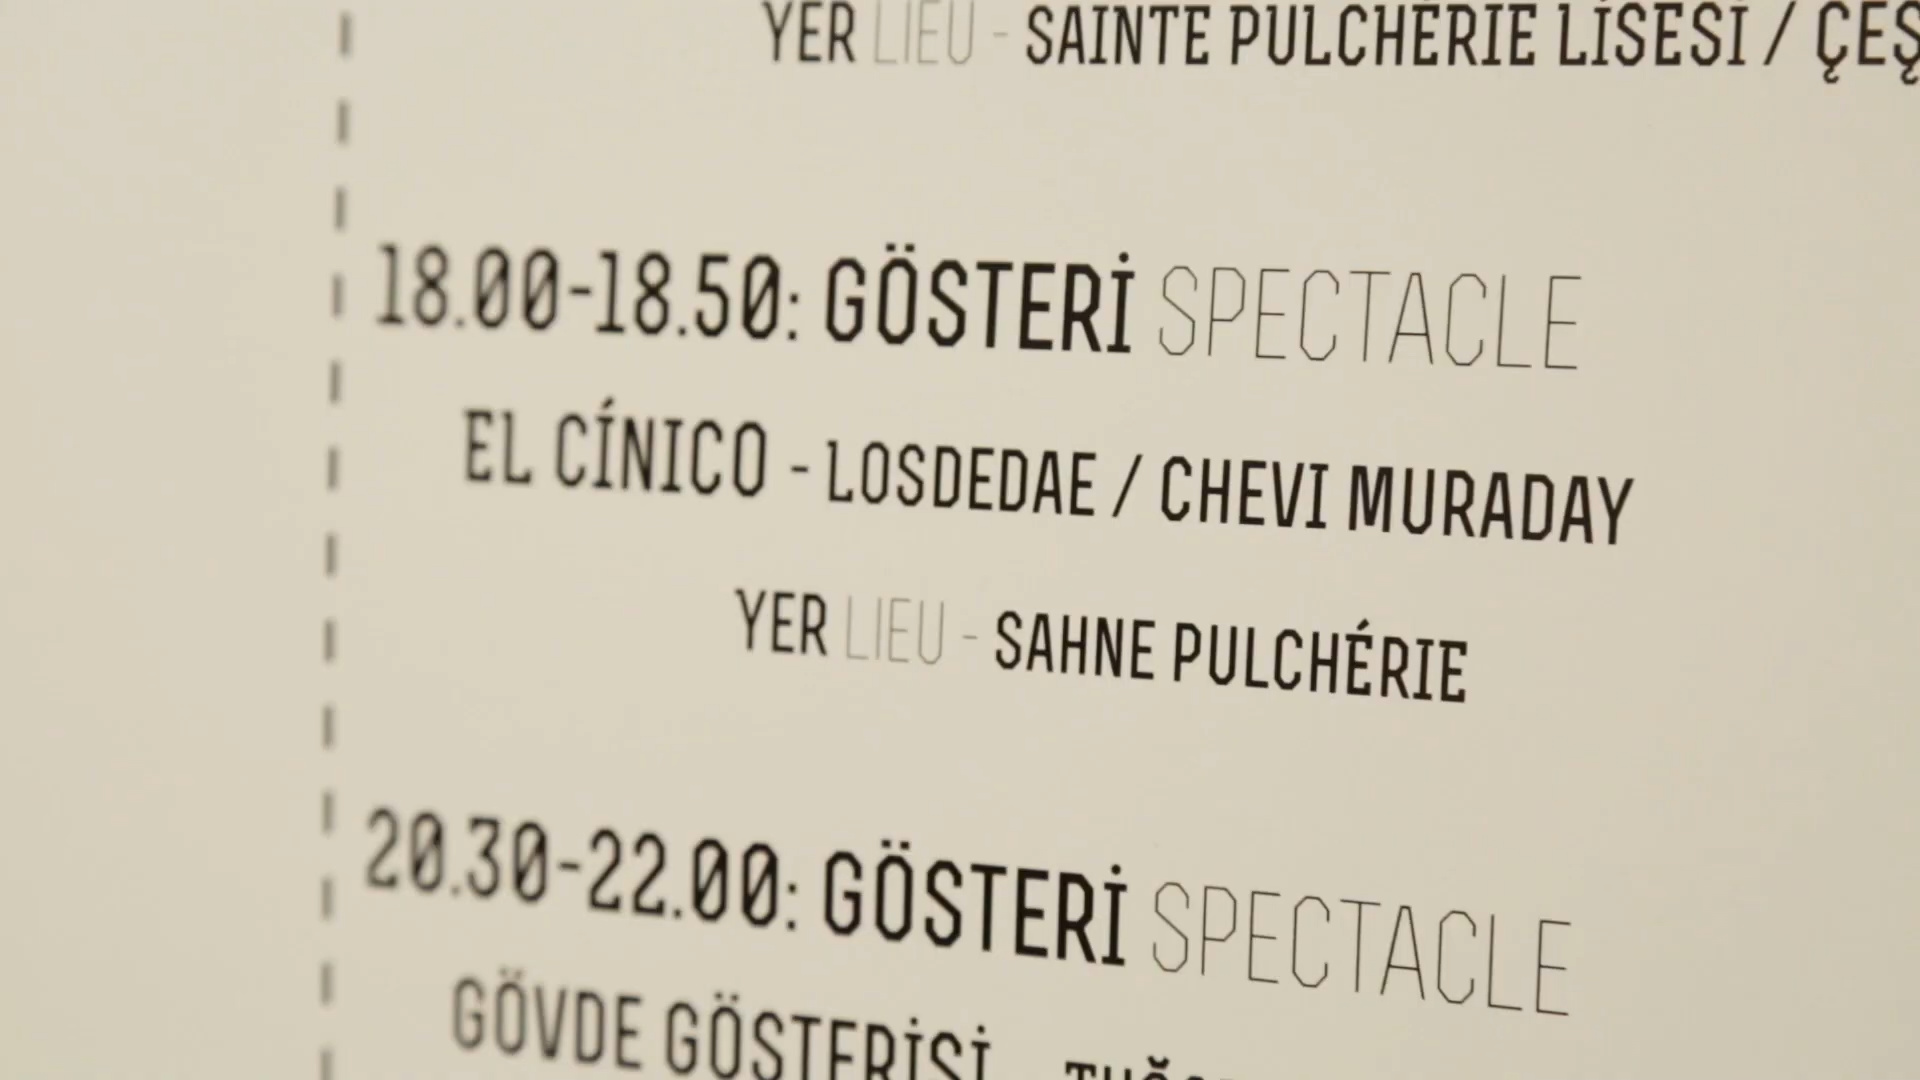 YER LIEU - SAINTE PULCHÉRIE LİSESİ /
18.00-18.50: GÖSTERİ SPECTACLE
EL CÍNICO - LOSDEDAE / CHEVI MURADAY
YER LIEU - SAHNE PULCHÉRIE
20.30-22.00: GÖSTERİ SPECTACLE
GÖVDE GÖSTERİSİ -